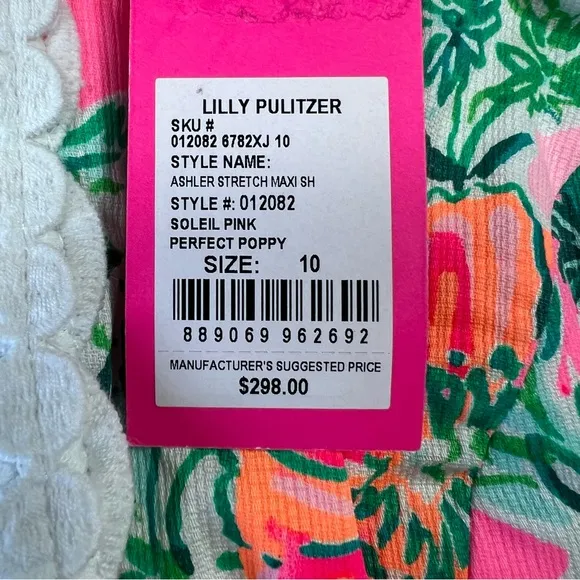 LILLY PULITZER
SKU #
012082 6782XJ 10
STYLE NAME:
ASHLER STRETCH MAXI SH
STYLE #: 012082
SOLEIL PINK
PERFECT POPPY
SIZE: 10
889069 962692
MANUFACTURER'S SUGGESTED PRICE
$298.00